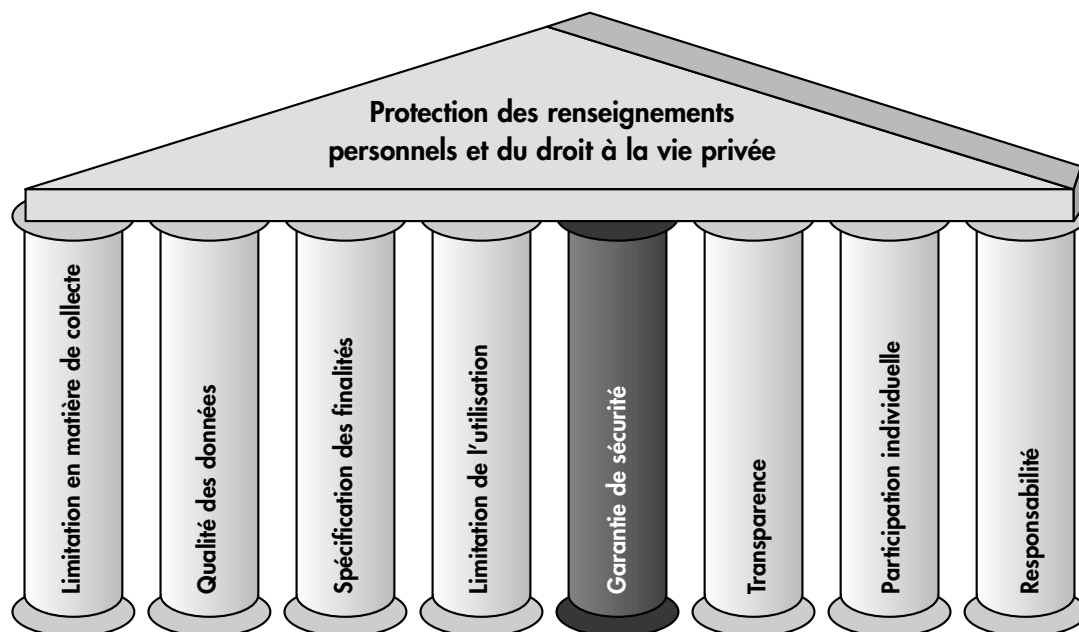 Protection des renseignements
personnels et du droit à la vie privée
Limitation en matière de collecte
Qualité des données
Spécification des finalités
Limitation de l'utilisation
Garantie de sécurité
Transparence
Participation individuelle
Responsabilité